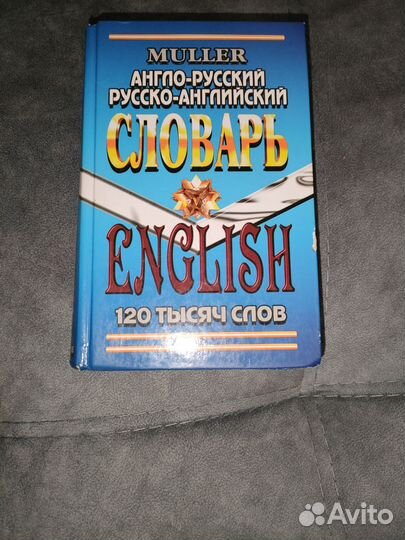 MULLER
АНГЛО-РУССКИЙ
РУССКО-АНГЛИЙСКИЙ
СЛОВАРЬ
ENGLISH
120 ТЫСЯЧ СЛОВ
Avito